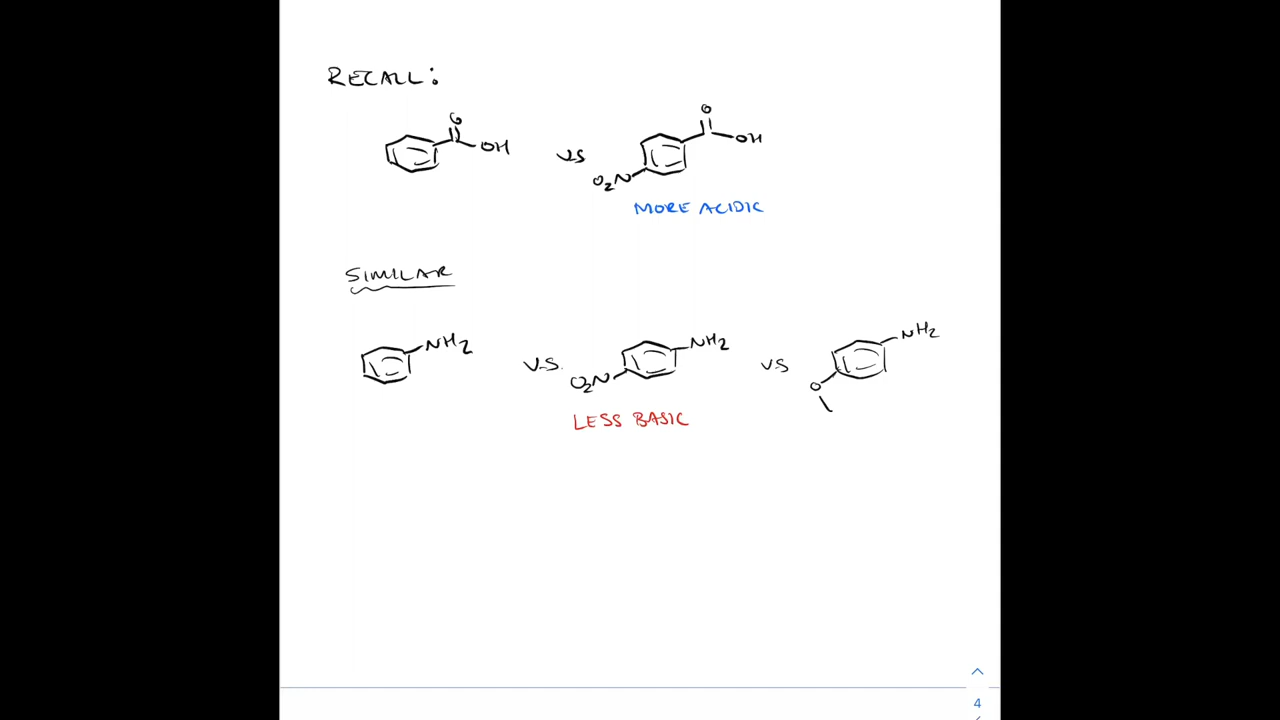 RECALL:
O
OH
vs
O
OH
O2N
MORE ACIDIC
SIMILAR
NH2
v.s.
O2N
NH2
vs
NH2
O
LESS BASIC
4